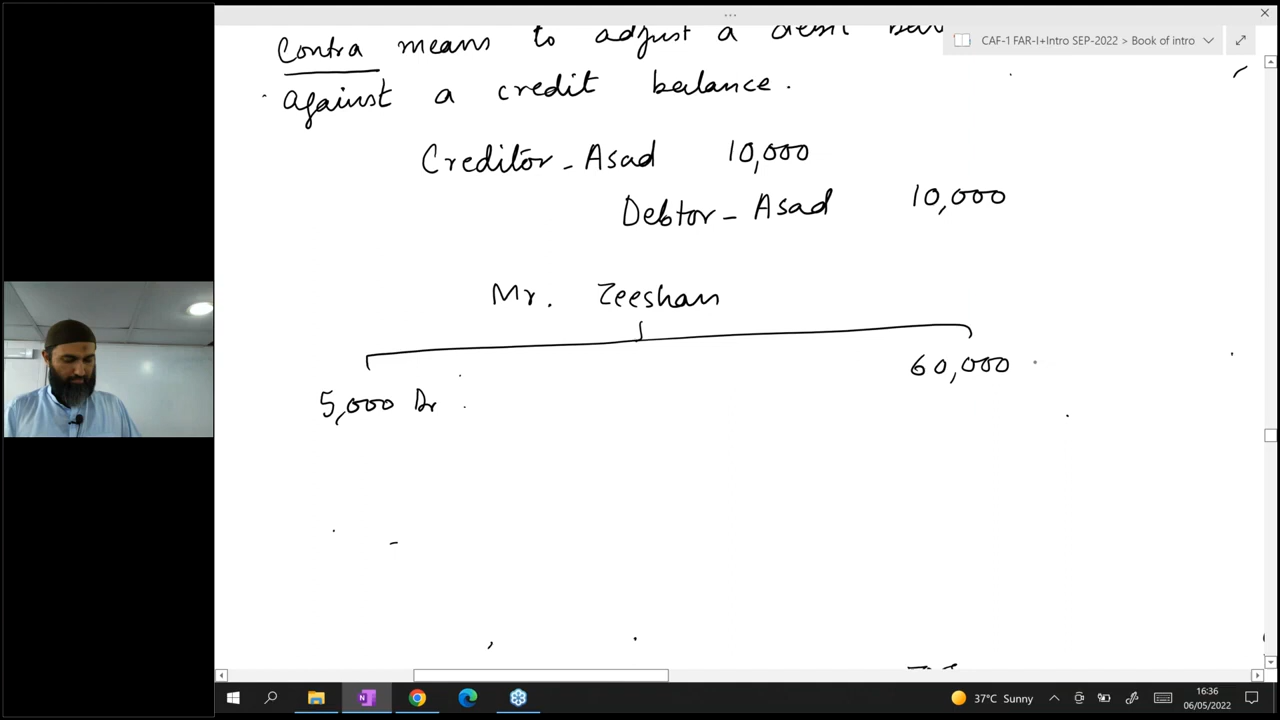 Contra means to adjust a debit
CAF-1 FAR-I+Intro SEP-2022 > Book of intro
against a credit balance.
Creditor - Asad 10,000
Debtor - Asad 10,000
Mr. Zeeshan
60,000
5,000 Dr
37°C Sunny
16:36
06/05/2022